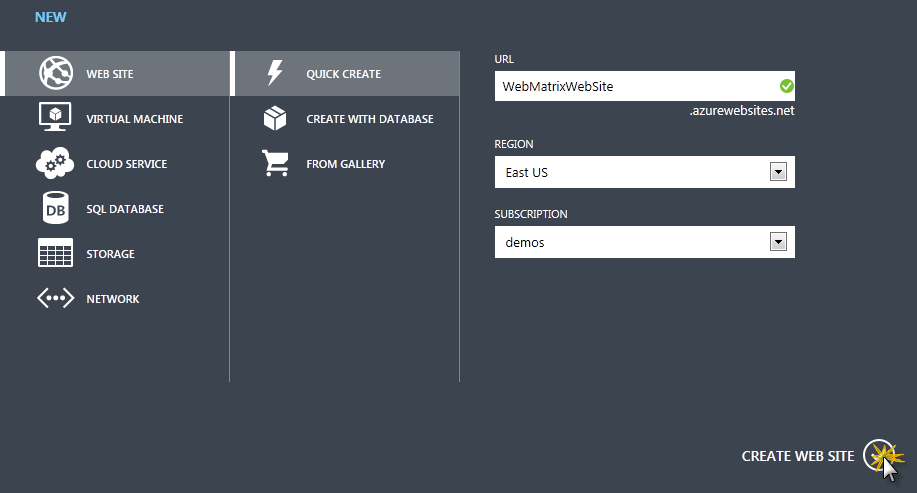 NEW
WEB SITE
VIRTUAL MACHINE
CLOUD SERVICE
DB
SQL DATABASE
STORAGE
NETWORK
QUICK CREATE
CREATE WITH DATABASE
FROM GALLERY
URL
WebMatrixWebSite
.azurewebsites.net
REGION
East US
SUBSCRIPTION
demos
CREATE WEB SITE